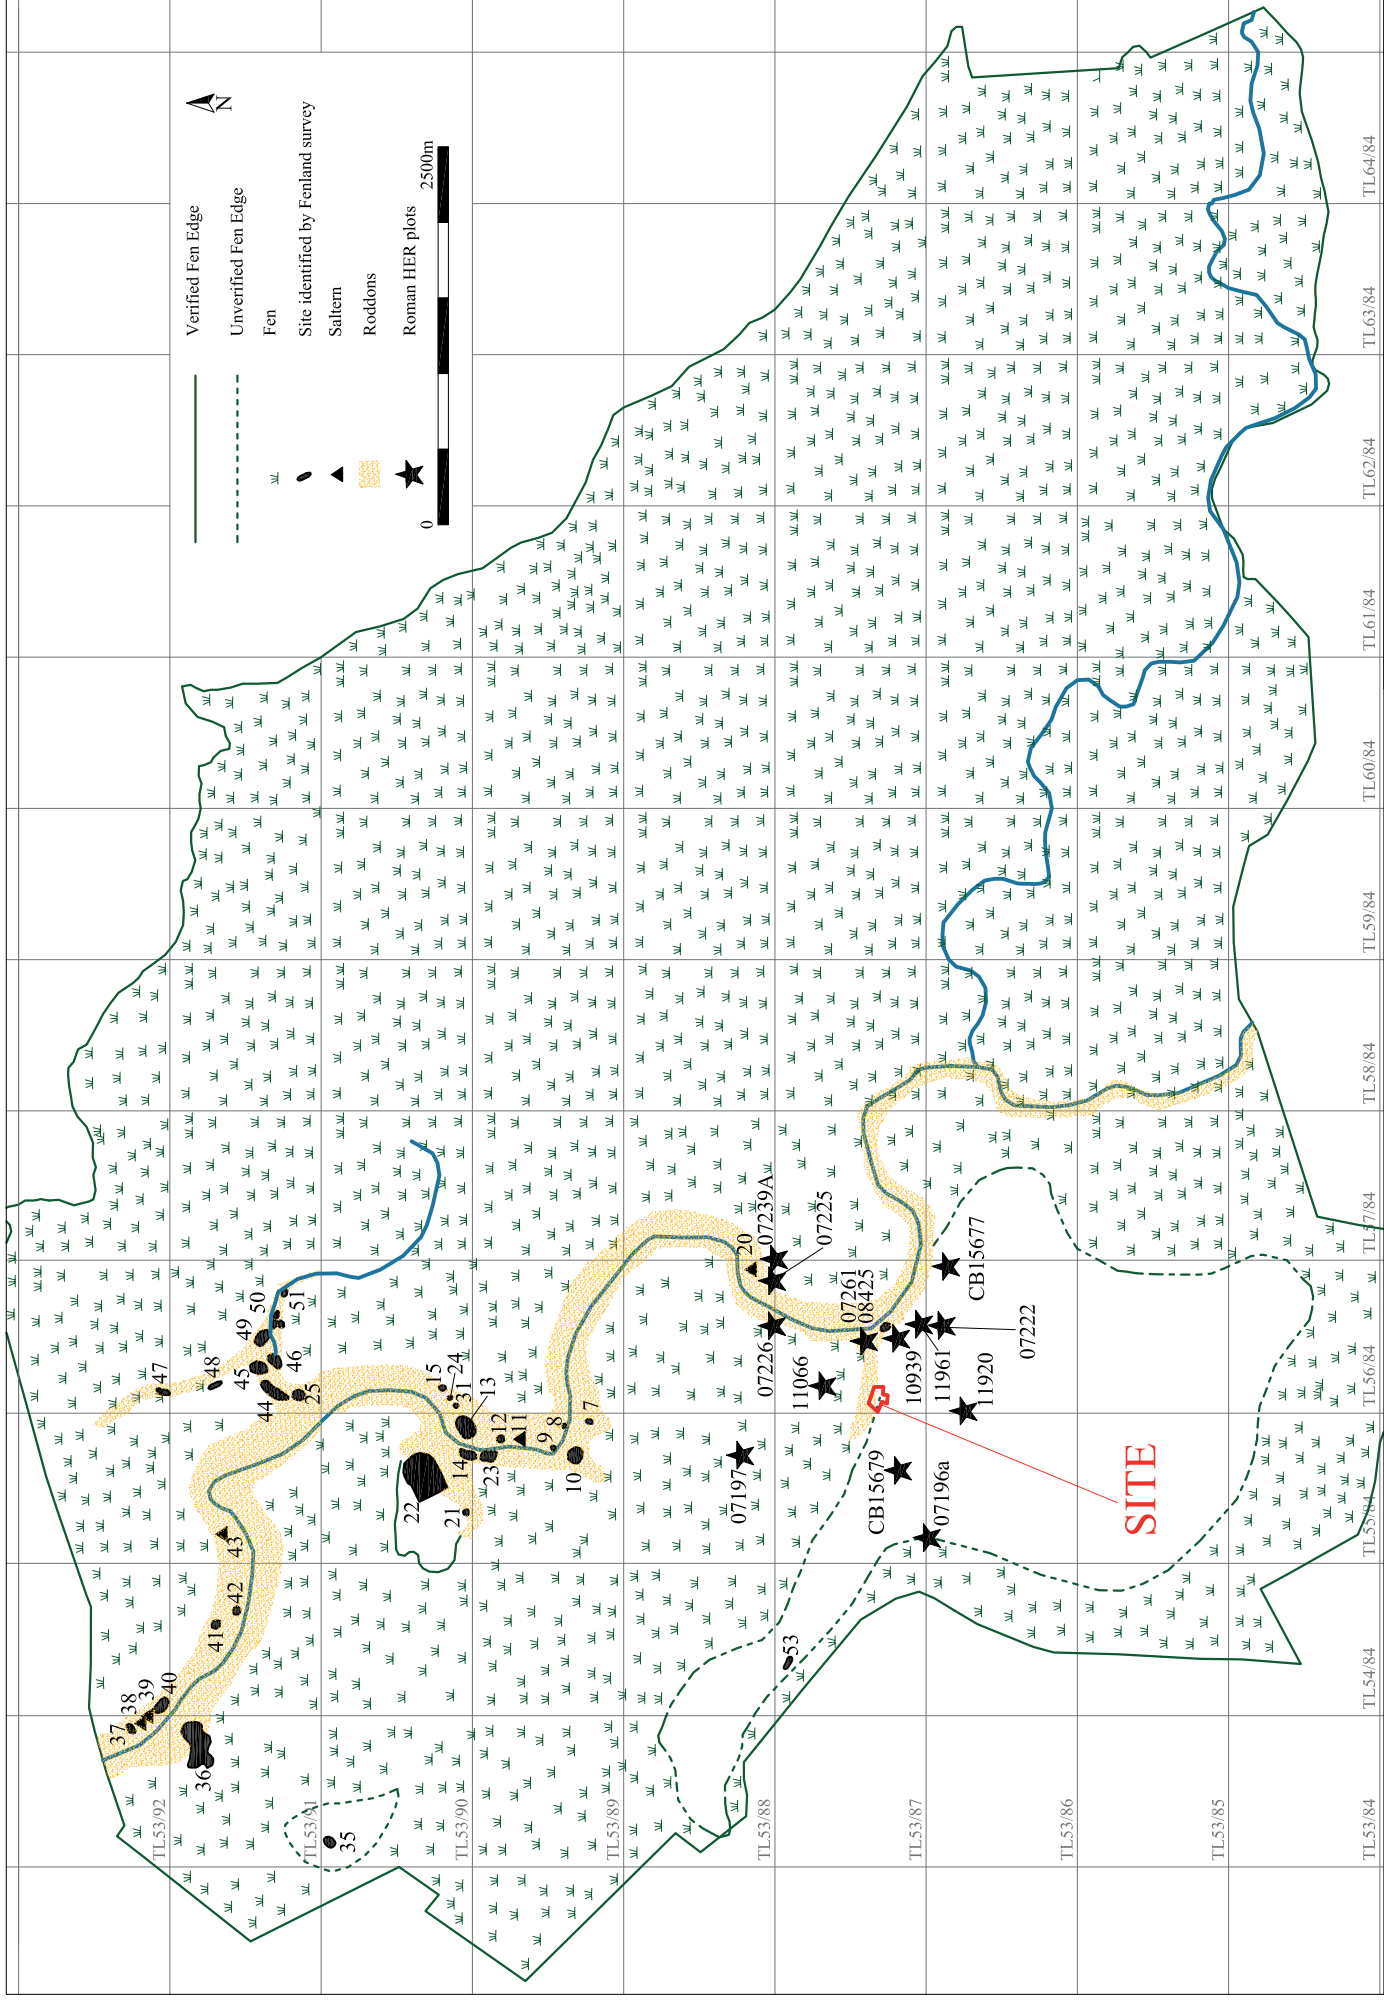 Verified Fen Edge
Unverified Fen Edge
Fen
Site identified by Fenland survey
Saltern
Roddons
Roman HER plots
N
0
2500m
37
38
39
40
36
41
42
43
35
47
48
49
50
51
45
46
44
25
15
24
31
13
14
12
23
11
22
21
9
8
7
10
20
07239A
07225
07226
11066
07261
08425
07197
10939
11961
CB15677
07222
11920
CB15679
07196a
53
SITE
TL53/92
TL53/91
TL53/90
TL53/89
TL53/88
TL53/87
TL53/86
TL53/85
TL53/84
TL54/84
TL55/84
TL56/84
TL57/84
TL58/84
TL59/84
TL60/84
TL61/84
TL62/84
TL63/84
TL64/84